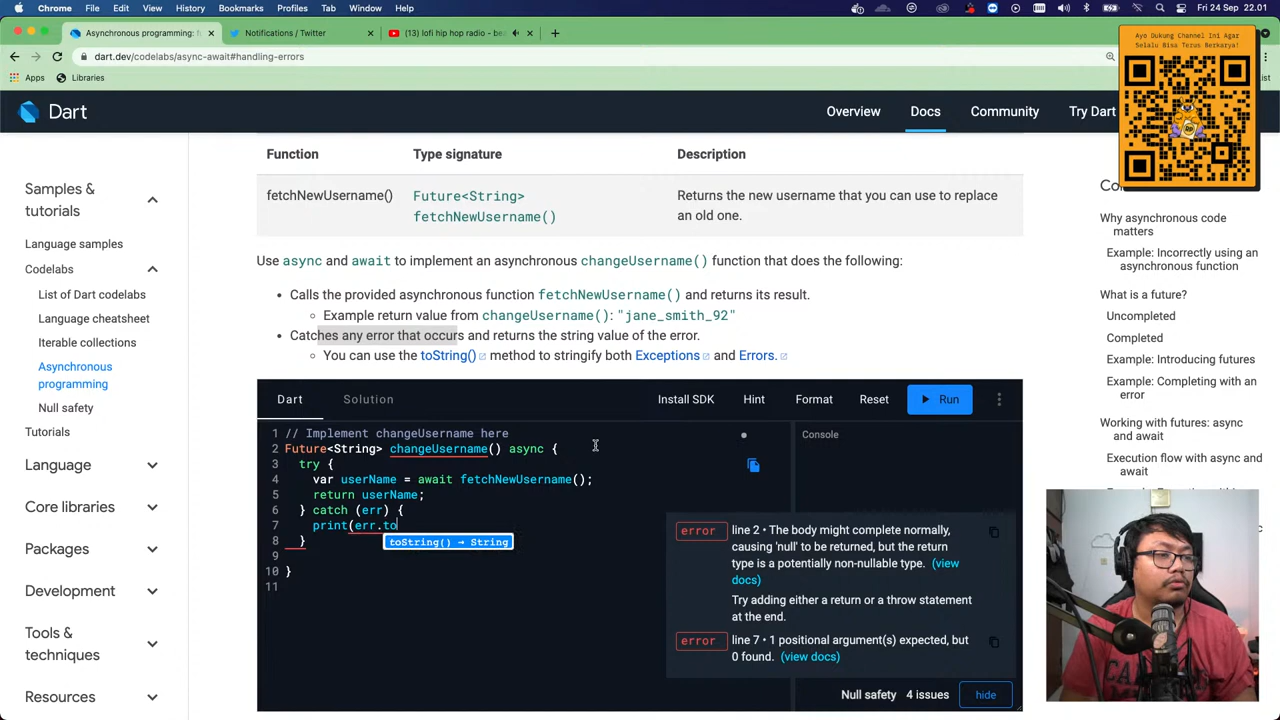 Chrome File Edit View History Bookmarks
Fri 24 Sep 22.01
Asynchronous programming: f
Notifications / Twitter
(13) lofi hip hop radio - bea
dart.dev/codelabs/async-await#handling-errors
Apps Libraries
Ayo Dukung Channel Ini Agar
Selalu Bisa Terus Berkarya!
Dart
Overview Docs Community Try Dart
Samples &
tutorials
Language samples
Codelabs
List of Dart codelabs
Language cheatsheet
Iterable collections
Asynchronous
programming
Null safety
Tutorials
Language
Core libraries
Packages
Development
Tools &
techniques
Resources
Function Type signature Description
fetchNewUsername() Future<String> Returns the new username that you can use to replace
fetchNewUsername() an old one.
Use async and await to implement an asynchronous changeUsername() function that does the following:
• Calls the provided asynchronous function fetchNewUsername() and returns its result.
Example return value from changeUsername(): "jane_smith_92"
• Catches any error that occurs and returns the string value of the error.
You can use the toString() method to stringify both Exceptions and Errors.
Dart Solution Install SDK Hint Format Reset Run
1 // Implement changeUsername here
2 Future<String> changeUsername() async {
3 try {
4 var userName = await fetchNewUsername();
5 return userName;
6 } catch (err) {
7 print(err.to
toString() → String
8 }
9
10 }
11
Console
error line 2 • The body might complete normally,
causing 'null' to be returned, but the return
type is a potentially non-nullable type. (view
docs)
Try adding either a return or a throw statement
at the end.
error line 7 • 1 positional argument(s) expected, but
0 found. (view docs)
Null safety 4 issues hide
Why asynchronous code
matters
Example: Incorrectly using an
asynchronous function
What is a future?
Uncompleted
Completed
Example: Introducing futures
Example: Completing with an
error
Working with futures: async
and await
Execution flow with async and
await